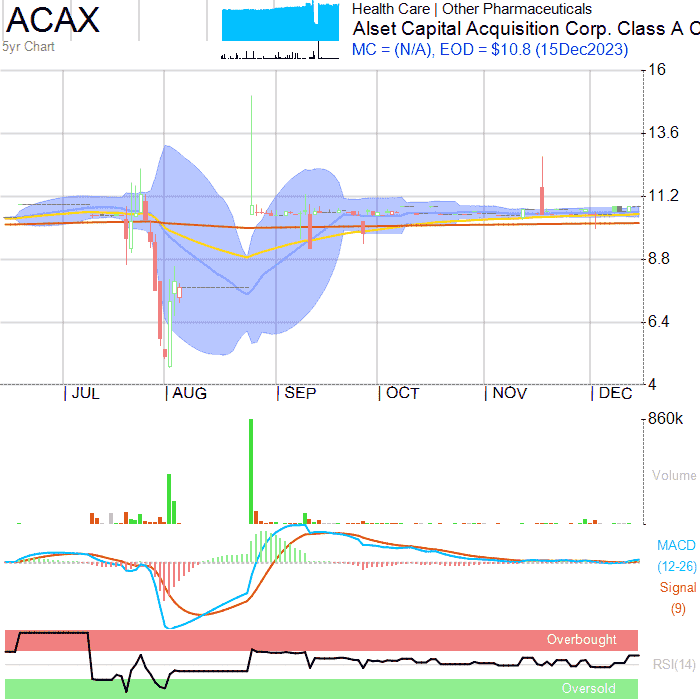 ACAX
5yr Chart
Health Care | Other Pharmaceuticals
Alset Capital Acquisition Corp. Class A C
MC = (N/A), EOD = $10.8 (15Dec2023)
16
13.6
11.2
8.8
6.4
4
JUL AUG SEP OCT NOV DEC
860k
Volume
MACD
(12-26)
Signal
(9)
Overbought
RSI(14)
Oversold